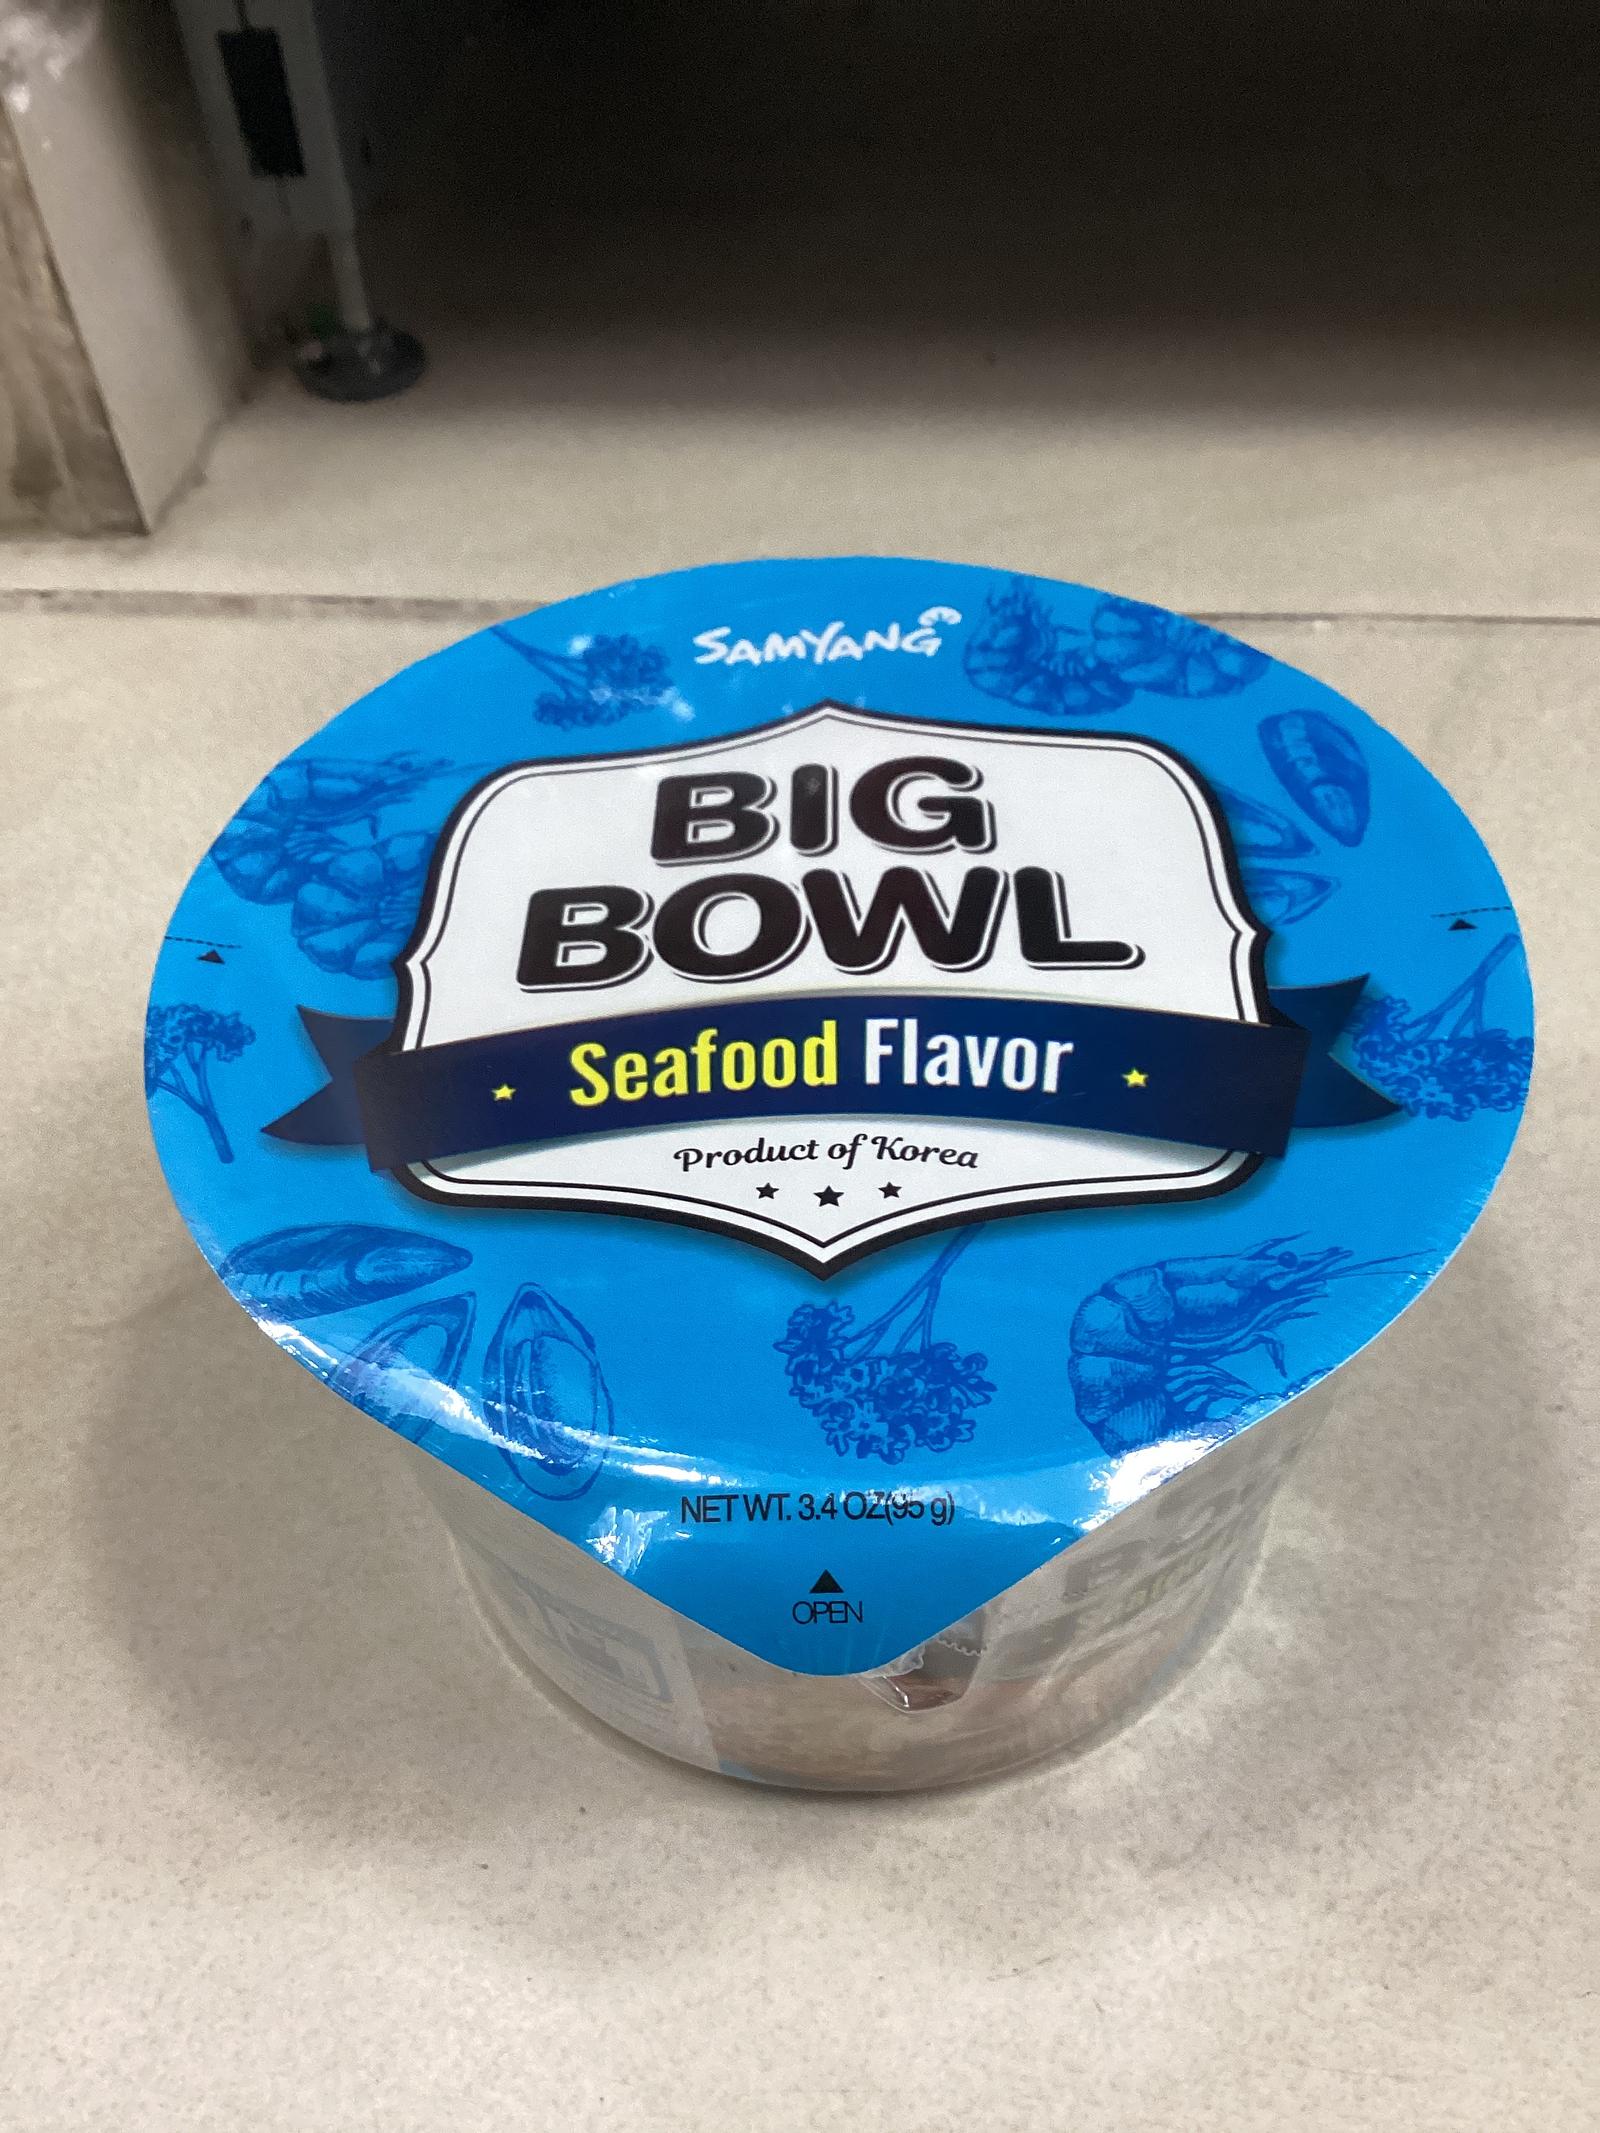 SAMYANG
BIG
BOWL
Seafood Flavor
Product of Korea
NET WT. 3.4 OZ(95 g)
OPEN